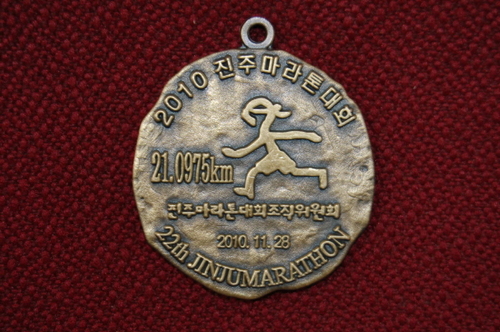 2010 진주마라톤대회
21.0975km
진주마라톤대회조직위원회
2010. 11. 28
22th JINJUMARATHON